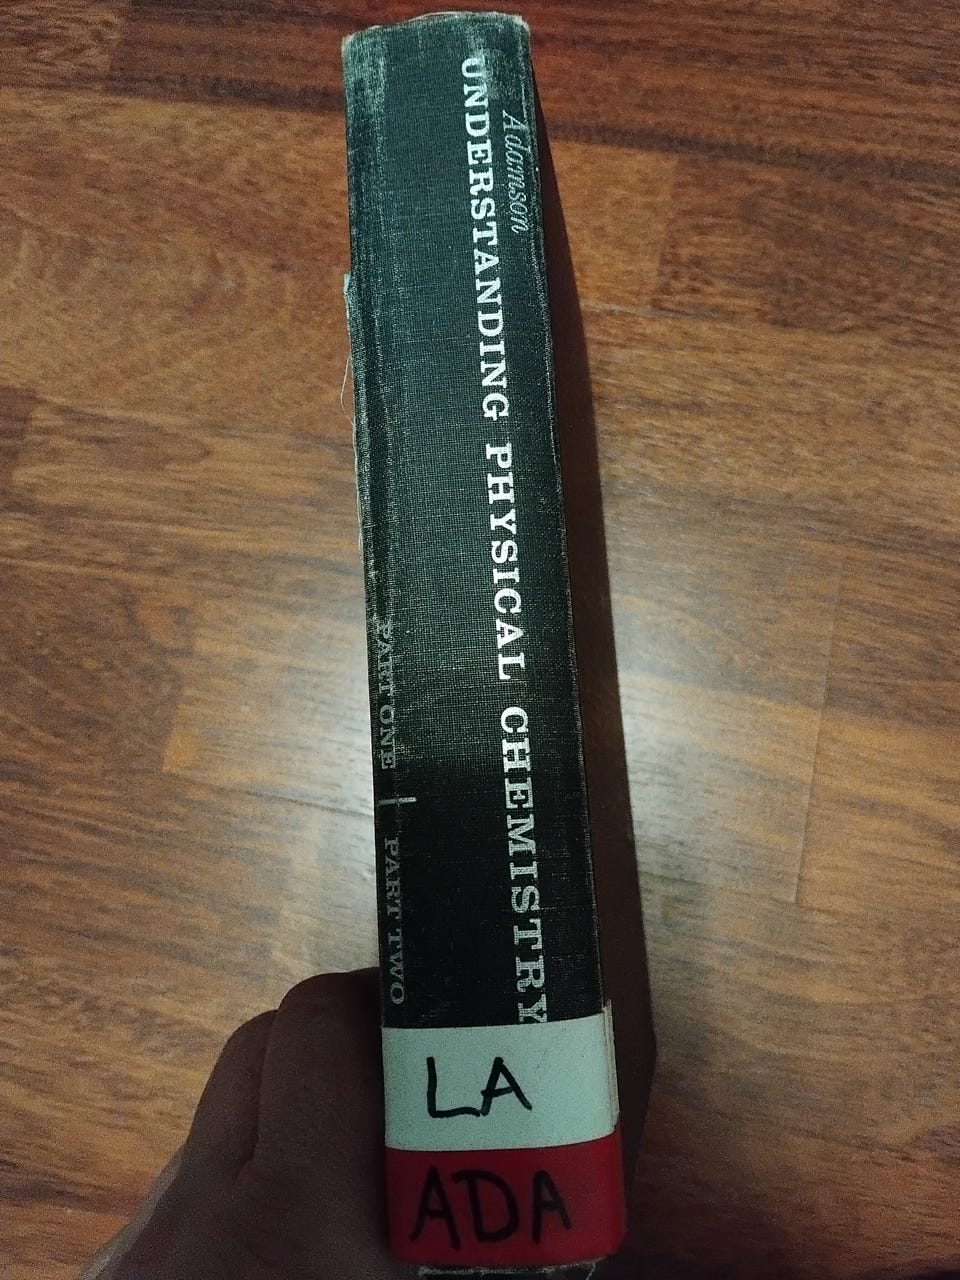 Adamson
UNDERSTANDING PHYSICAL CHEMISTRY
PART ONE | PART TWO
LA
ADA